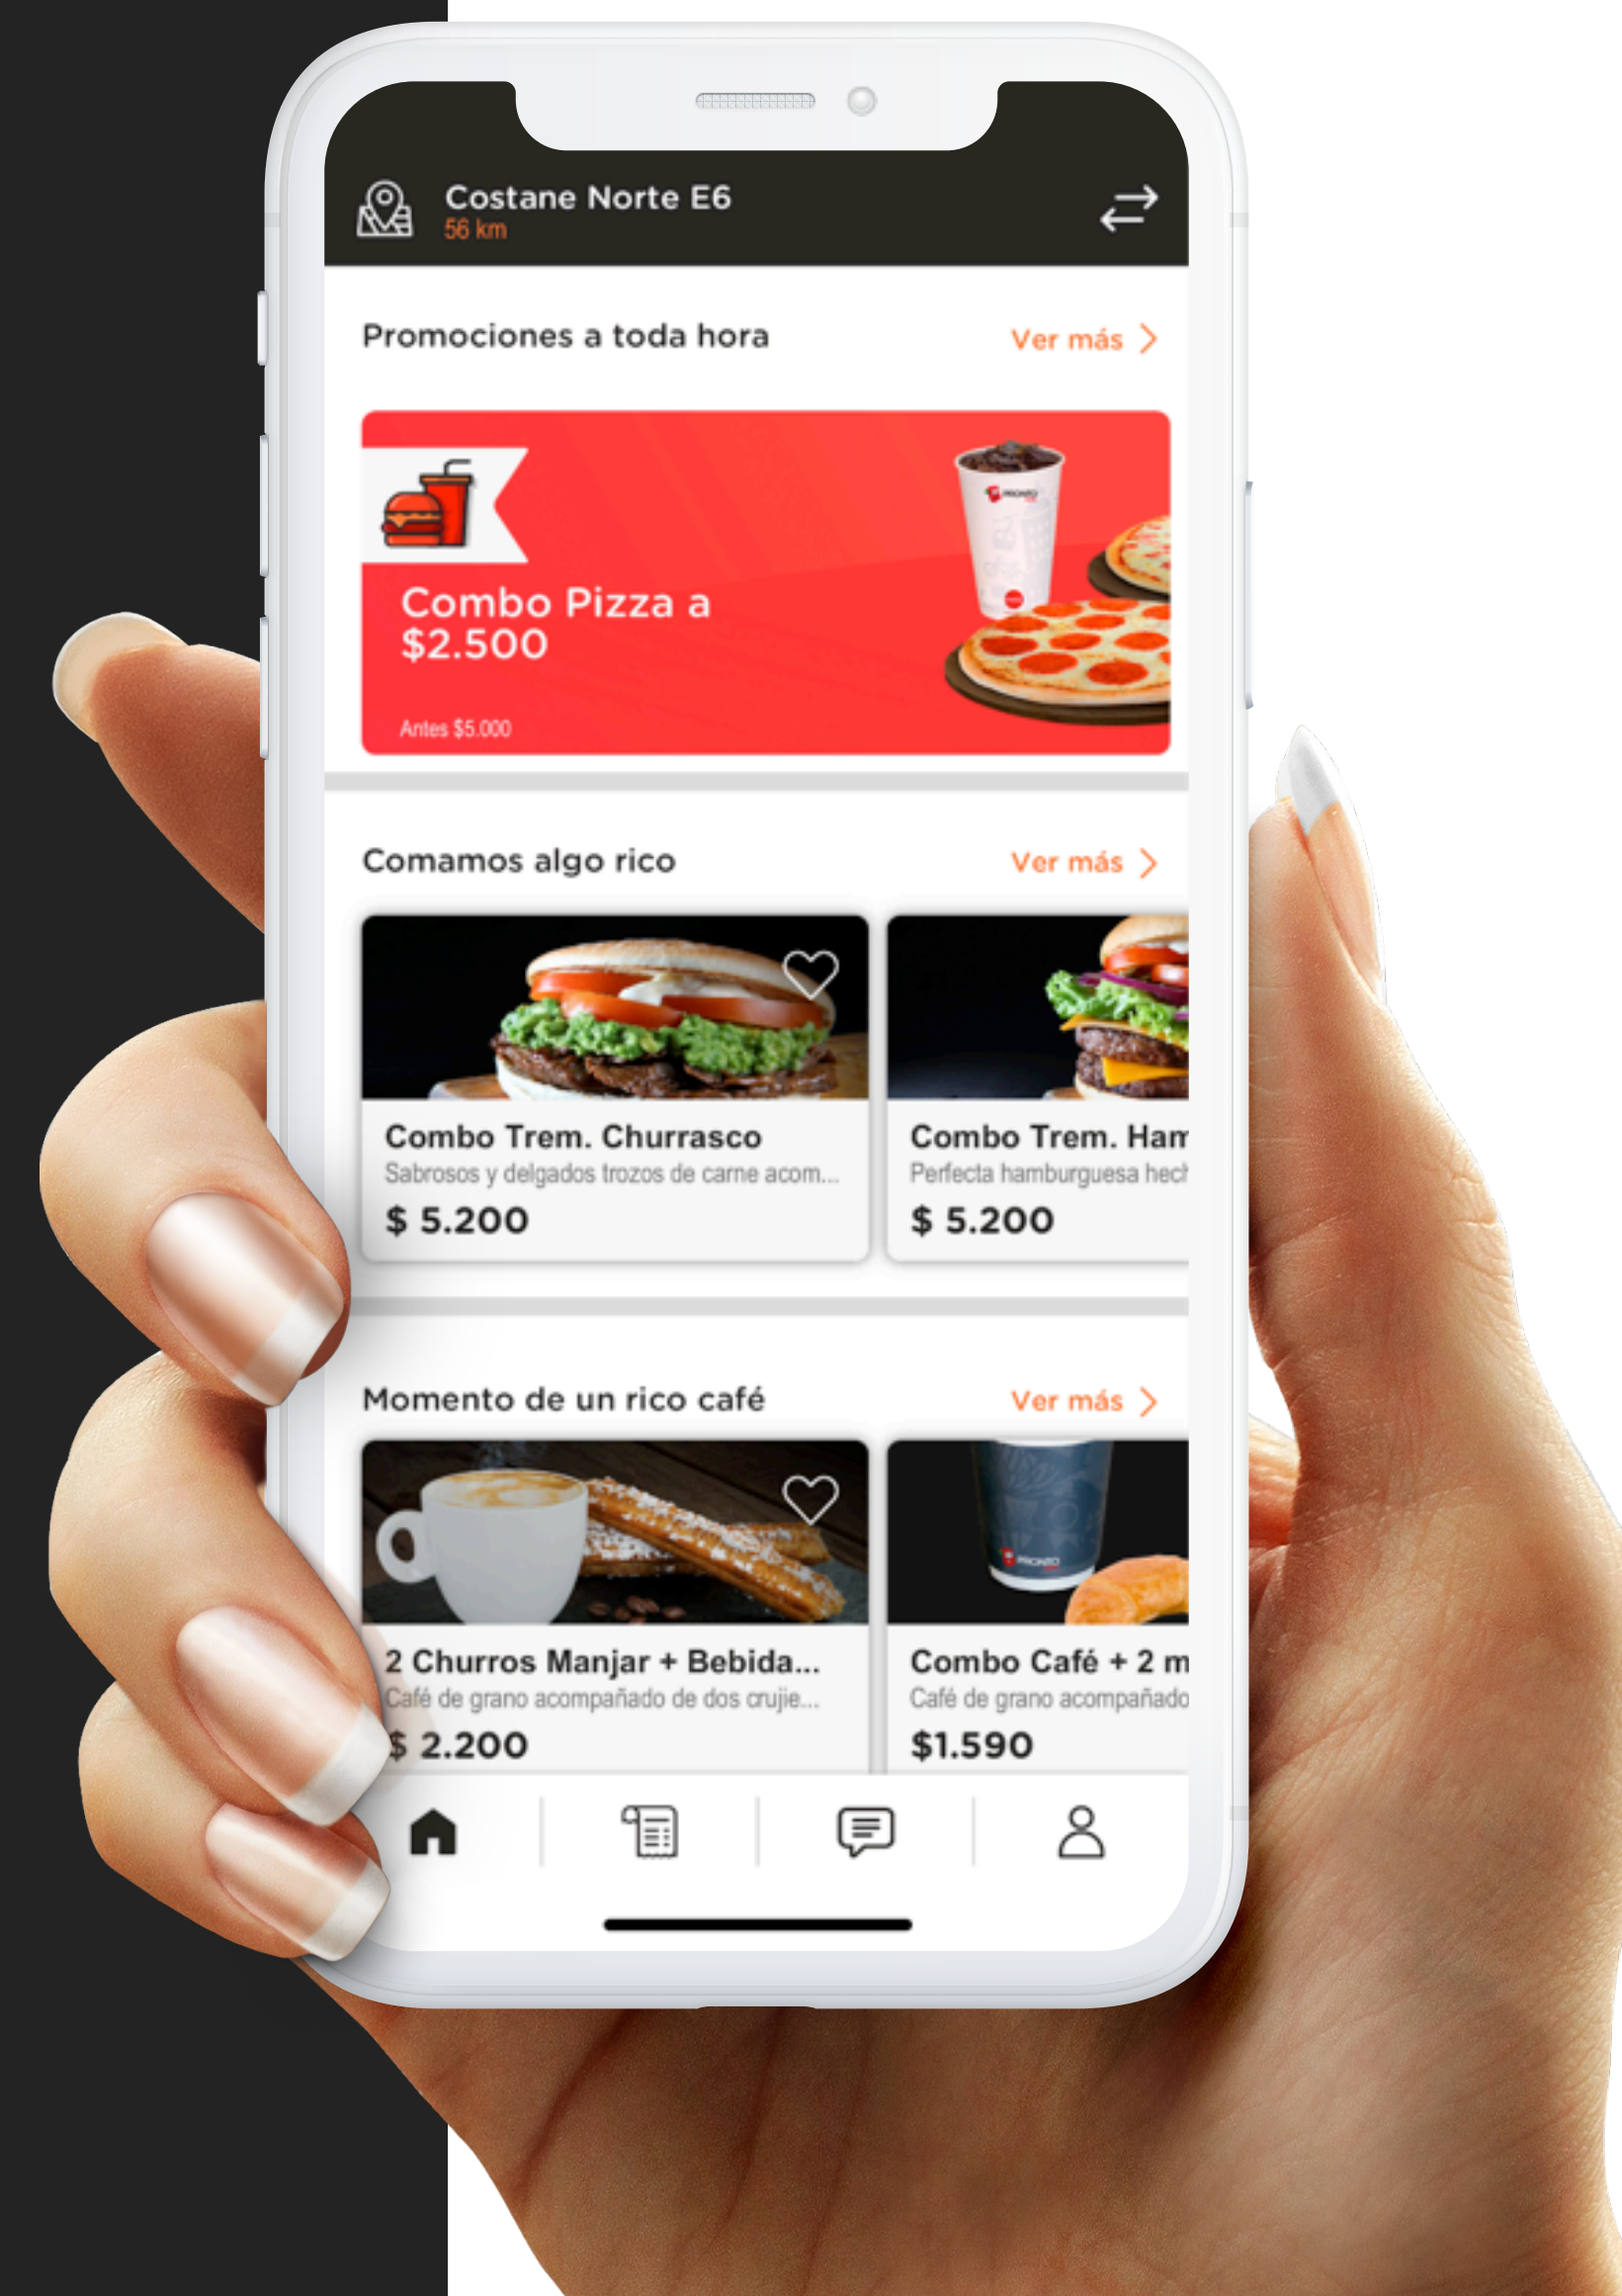 Costane Norte E6
56 km
Promociones a toda hora
Ver más
PRONTO
Combo Pizza a
$2.500
Antes $5.000
Comamos algo rico
Ver más
Combo Trem. Churrasco
Sabrosos y delgados trozos de carne acom...
$ 5.200
Combo Trem. Ham
Perfecta hamburguesa hech
$ 5.200
Momento de un rico café
Ver más
PRONTO
2 Churros Manjar + Bebida...
Café de grano acompañado de dos crujie...
$ 2.200
Combo Café + 2 m
Café de grano acompañado
$1.590